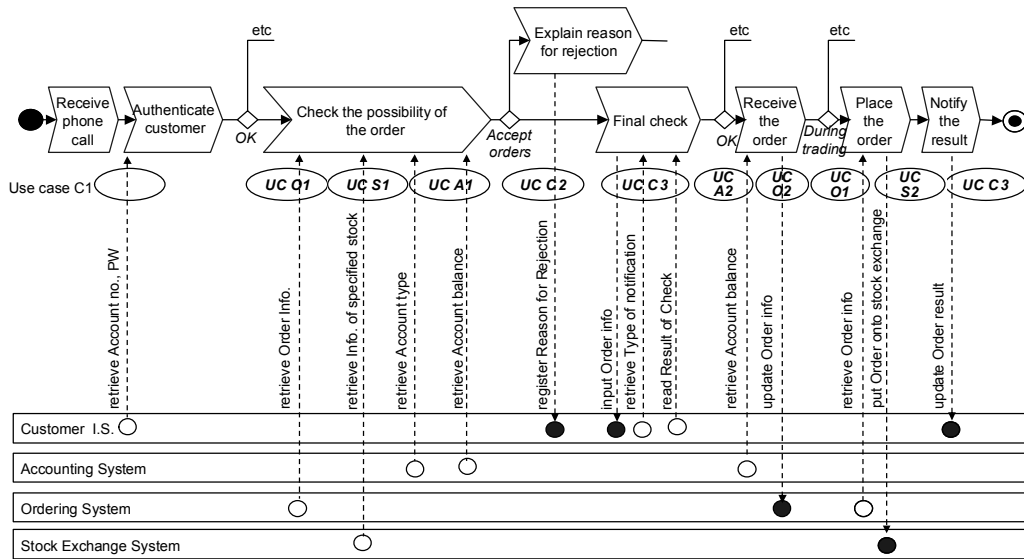 etc
Explain reason
for rejection
etc
etc
Receive
phone
call
Authenticate
customer
OK
Check the possibility of
the order
Accept
orders
Final check
OK
Receive
the order
During
trading
Place
the order
Notify
the
result
Use case C1
UC O1
UC S1
UC A1
UC C2
UC C3
UC
A2
UC
O2
UC
O1
UC
S2
UC C3
retrieve Account no., PW
retrieve Order Info.
retrieve Info. of specified stock
retrieve Account type
retrieve Account balance
register Reason for Rejection
input Order info
retrieve Type of notification
read Result of Check
retrieve Account balance
update Order info
retrieve Order info
put Order onto stock exchange
update Order result
Customer I.S.
Accounting System
Ordering System
Stock Exchange System